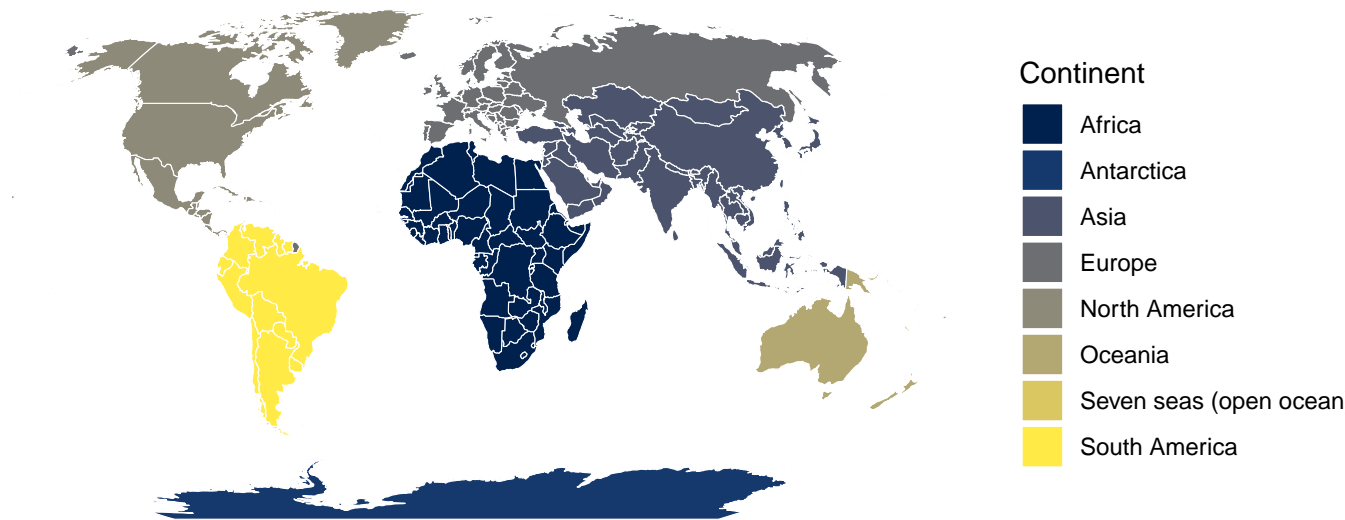 Continent
Africa
Antarctica
Asia
Europe
North America
Oceania
Seven seas (open ocean
South America